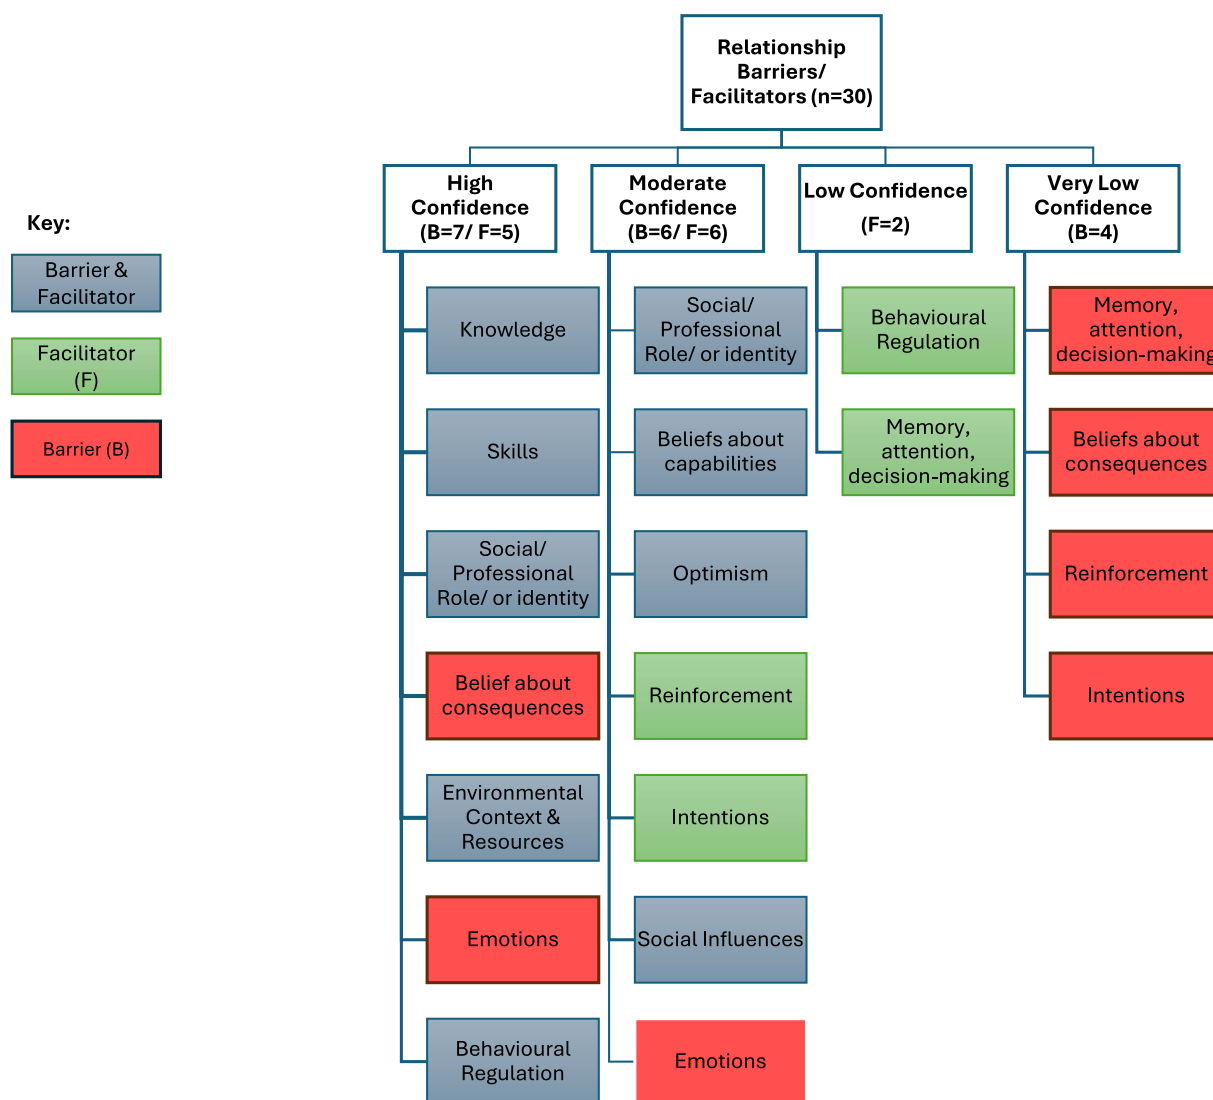 Relationship
Barriers/
Facilitators (n=30)
High
Confidence
(B=7/ F=5)
Moderate
Confidence
(B=6/ F=6)
Low Confidence
(F=2)
Very Low
Confidence
(B=4)
Key:
Barrier &
Facilitator
Facilitator
(F)
Barrier (B)
Knowledge
Skills
Social/
Professional
Role/ or identity
Belief about
consequences
Environmental
Context &
Resources
Emotions
Behavioural
Regulation
Social/
Professional
Role/ or identity
Beliefs about
capabilities
Optimism
Reinforcement
Intentions
Social Influences
Emotions
Behavioural
Regulation
Memory,
attention,
decision-making
Memory,
attention,
decision-making
Beliefs about
consequences
Reinforcement
Intentions